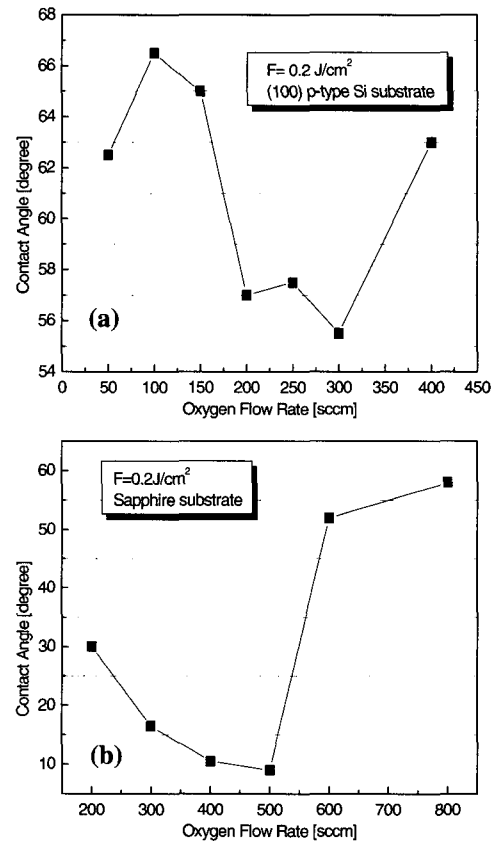 68
66
64
62
60
58
56
54
Contact Angle [degree]
F= 0.2 J/cm²
(100) p-type Si substrate
(a)
0 50 100 150 200 250 300 350 400 450
Oxygen Flow Rate [sccm]
60
50
40
30
20
10
Contact Angle [degree]
F=0.2J/cm²
Sapphire substrate
(b)
200 300 400 500 600 700 800
Oxygen Flow Rate [sccm]